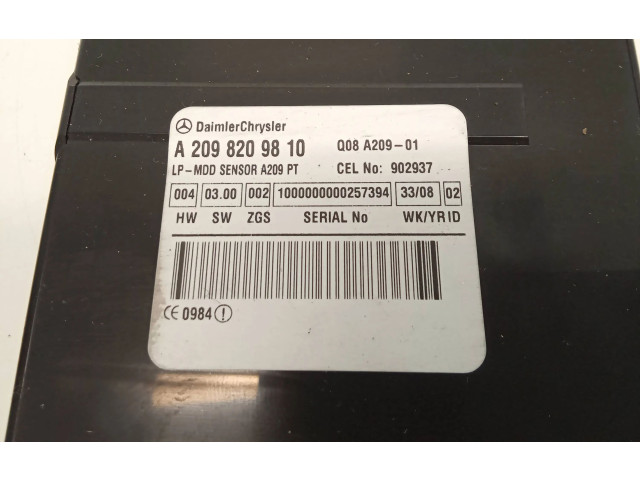 DaimlerChrysler
A 209 820 98 10 Q08 A209-01
LP-MDD SENSOR A209 PT CEL No: 902937
004 03.00 002 1000000000257394 33/08 02
HW SW ZGS SERIAL No WK/YR ID
CE 0984